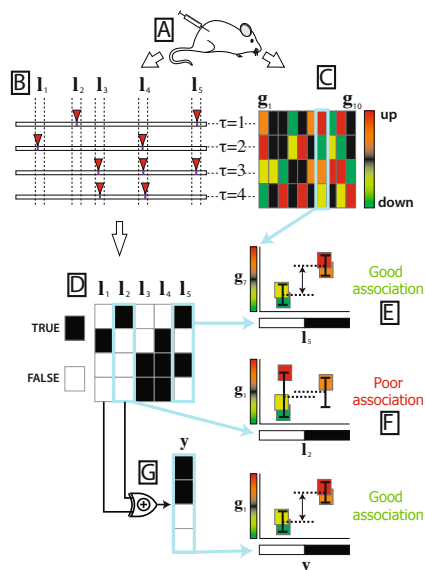 A
B
l1 l2 l3 l4 l5
C
g1 g10
τ=1
τ=2
τ=3
τ=4
up
down
D
l1 l2 l3 l4 l5
TRUE
FALSE
g7
l5
Good
association
E
g1
l2
Poor
association
F
G
y
g1
y
Good
association